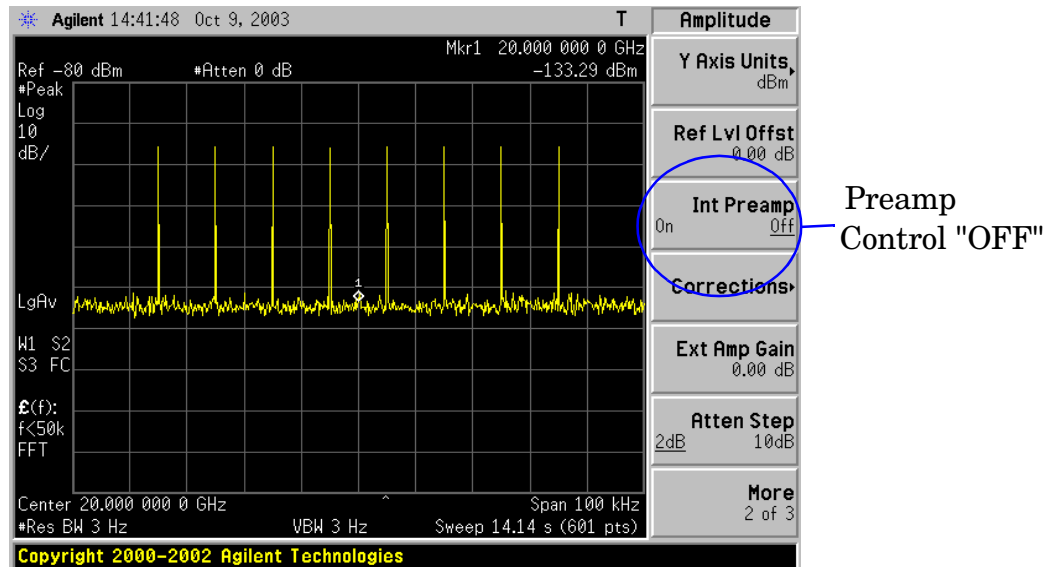 Agilent 14:41:48 Oct 9, 2003 T
Mkr1 20.000 000 0 GHz
Ref -80 dBm #Atten 0 dB -133.29 dBm
#Peak
Log
10
dB/
1
LgAv
W1 S2
S3 FC
£(f):
f<50k
FFT
Center 20.000 000 0 GHz ^ Span 100 kHz
#Res BW 3 Hz VBW 3 Hz Sweep 14.14 s (601 pts)
Copyright 2000-2002 Agilent Technologies
Amplitude
Y Axis Units
dBm
Ref Lvl Offst
0.00 dB
Int Preamp
On Off
Corrections
Ext Amp Gain
0.00 dB
Atten Step
2dB 10dB
More
2 of 3
Preamp
Control "OFF"